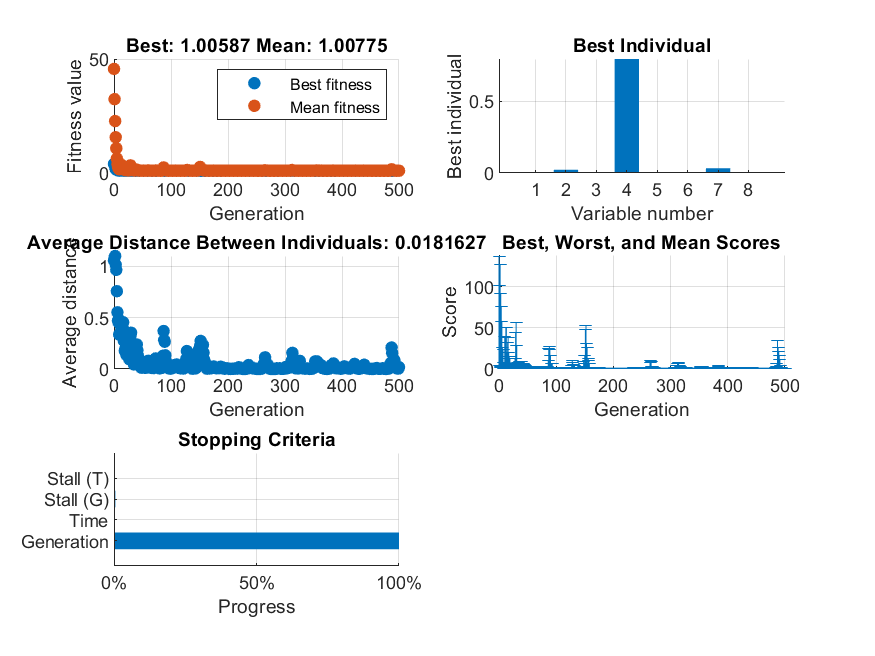 Best: 1.00587 Mean: 1.00775
Fitness value
50
0
Best fitness
Mean fitness
0 100 200 300 400 500
Generation
Best Individual
Best individual
0.5
0
1 2 3 4 5 6 7 8
Variable number
Average Distance Between Individuals: 0.0181627
Average distance
1
0.5
0
0 100 200 300 400 500
Generation
Best, Worst, and Mean Scores
Score
100
50
0
0 100 200 300 400 500
Generation
Stopping Criteria
Stall (T)
Stall (G)
Time
Generation
0% 50% 100%
Progress